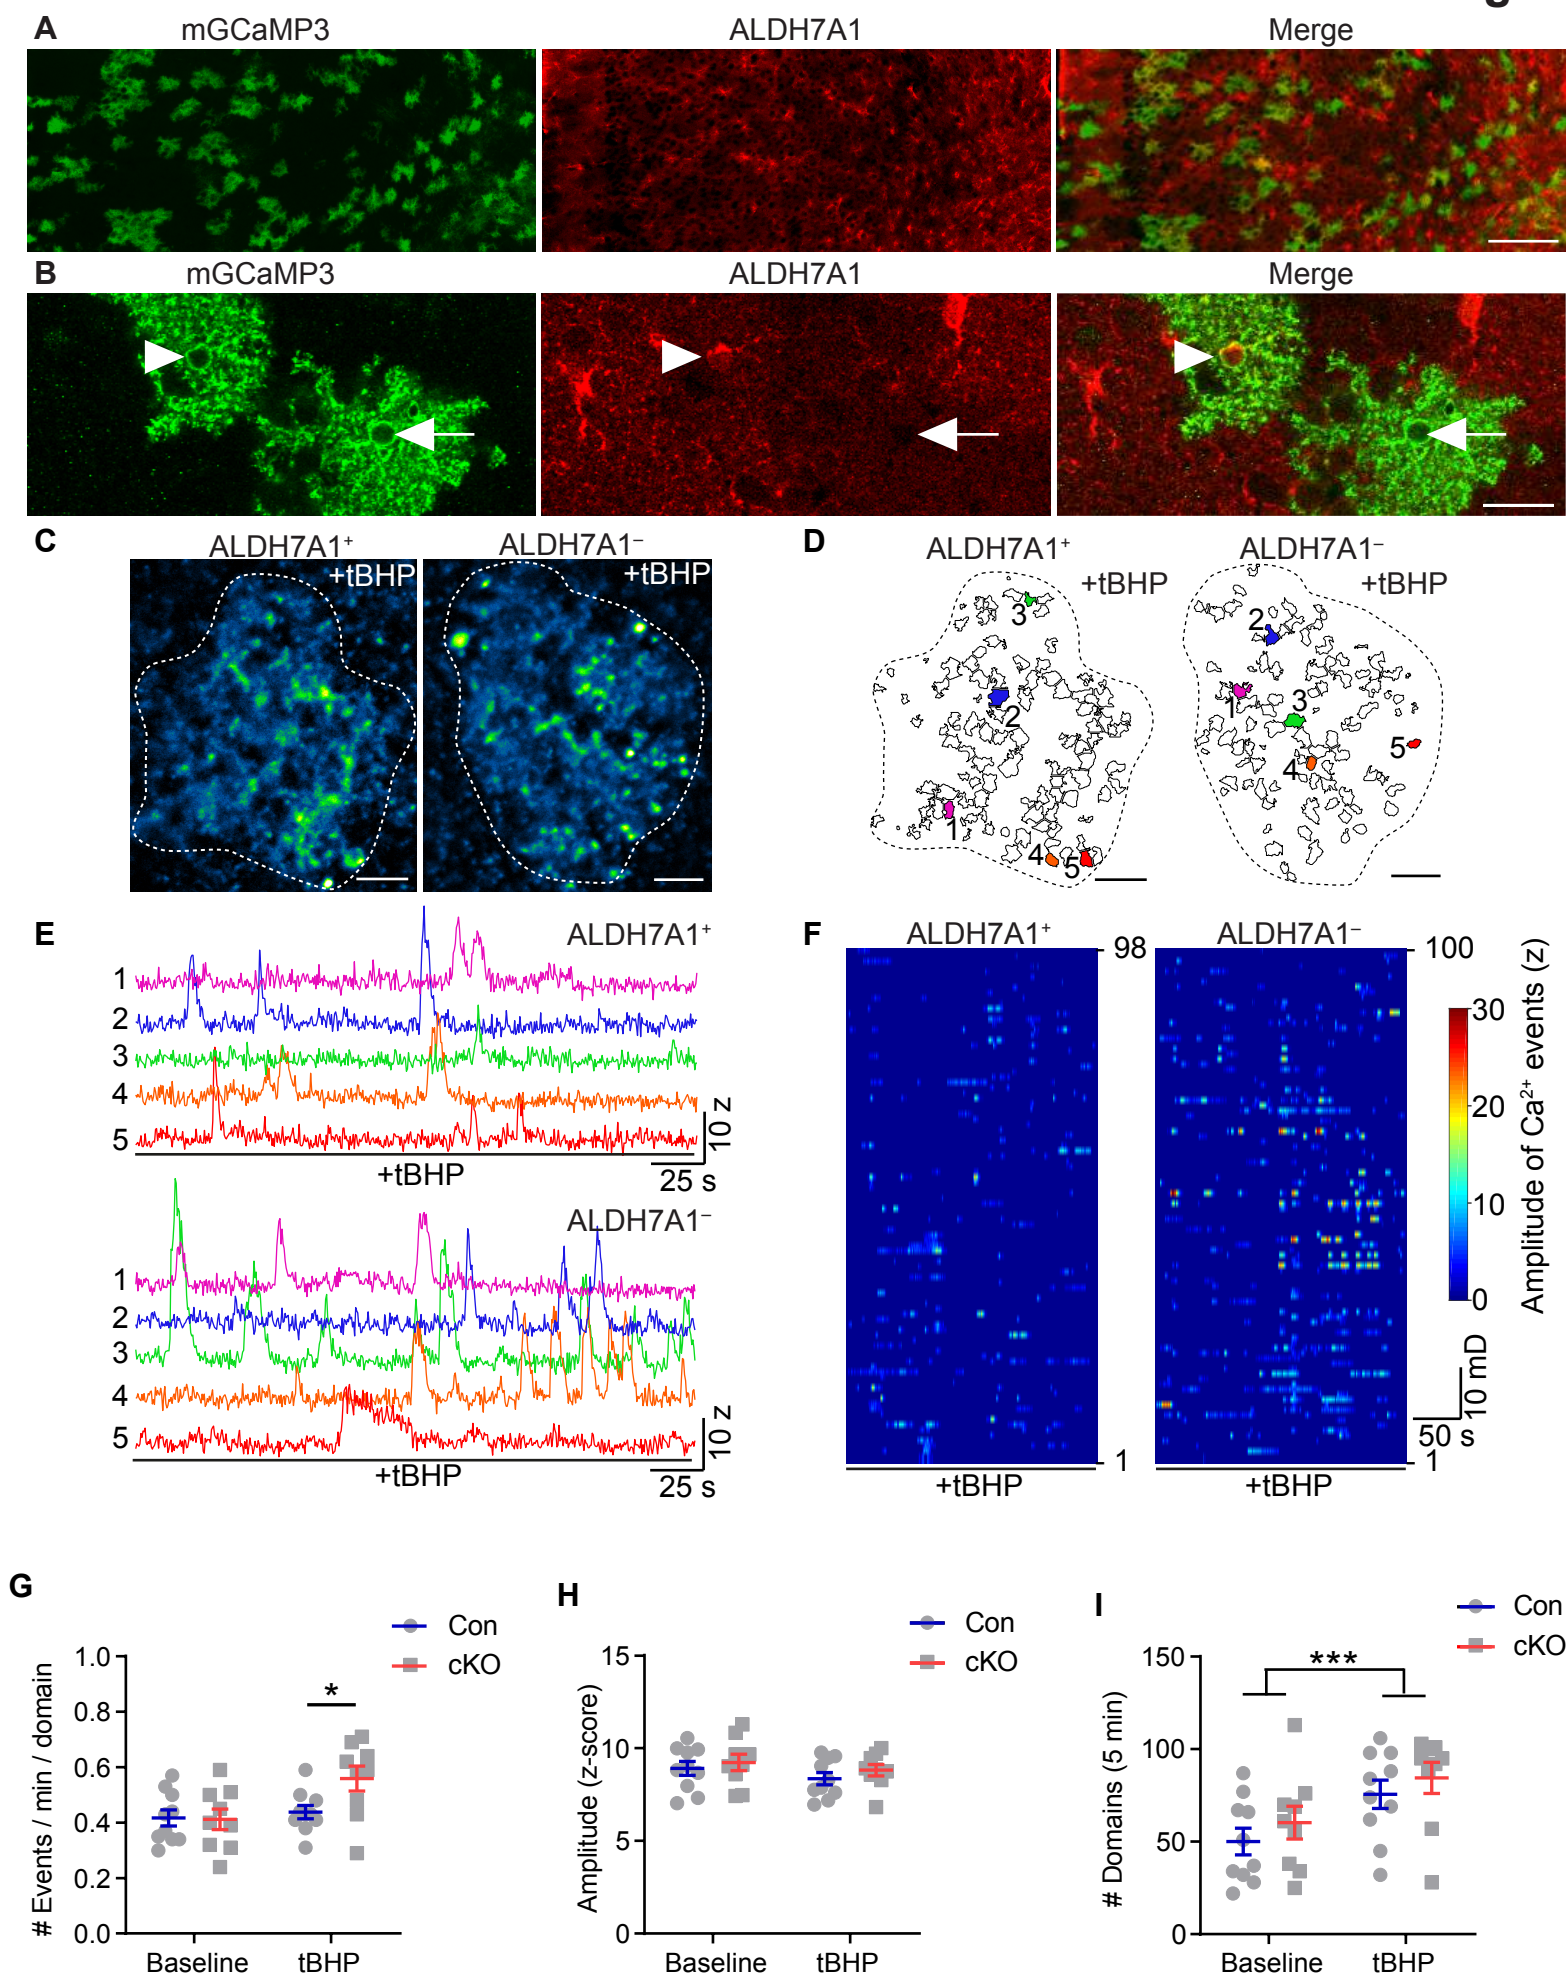 A
mGCaMP3
ALDH7A1
Merge
B
mGCaMP3
ALDH7A1
Merge
C
ALDH7A1+
+tBHP
ALDH7A1–
+tBHP
D
ALDH7A1+
+tBHP
ALDH7A1–
+tBHP
3
2
1
4
5
2
1
3
4
5
E
ALDH7A1+
1
2
3
4
5
10 z
+tBHP
25 s
ALDH7A1–
1
2
3
4
5
10 z
+tBHP
25 s
F
ALDH7A1+
98
1
+tBHP
ALDH7A1–
100
1
+tBHP
30
20
10
0
Amplitude of Ca2+ events (z)
10 mD
50 s
G
Con
cKO
# Events / min / domain
1.0
0.8
0.6
0.4
0.2
0.0
*
Baseline
tBHP
H
Con
cKO
Amplitude (z-score)
15
10
5
0
Baseline
tBHP
I
Con
cKO
# Domains (5 min)
150
100
50
0
***
Baseline
tBHP